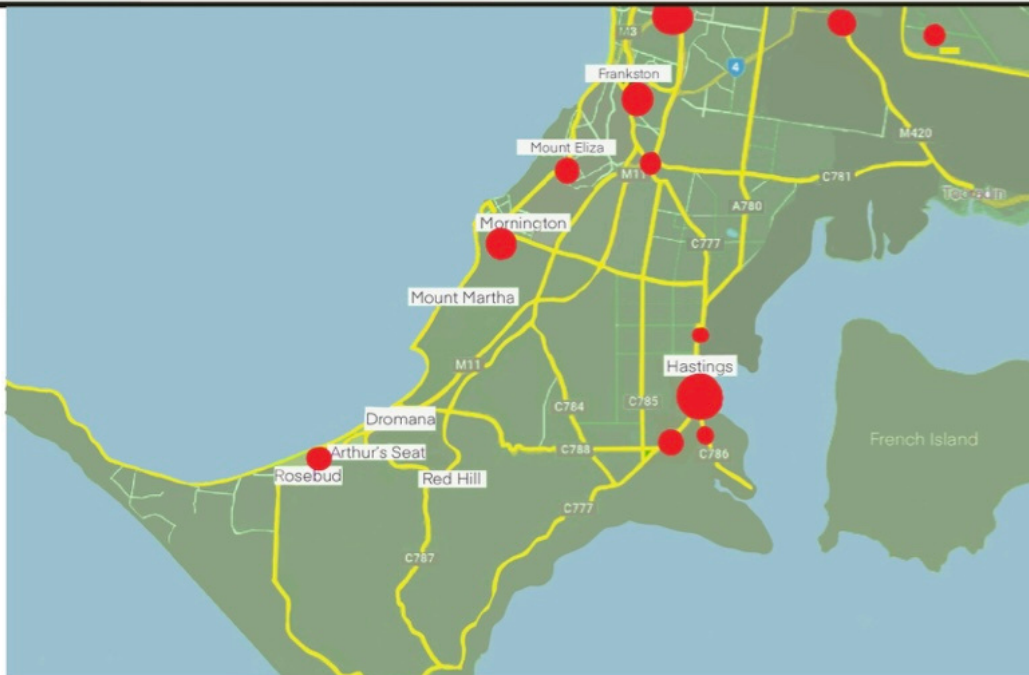 M3
4
Frankston
M420
Mount Eliza
M11
C781
A780
Mornington
C777
Mount Martha
M11
Hastings
C784
C785
Dromana
French Island
C788
C786
Arthur's Seat
Rosebud
Red Hill
C777
C787